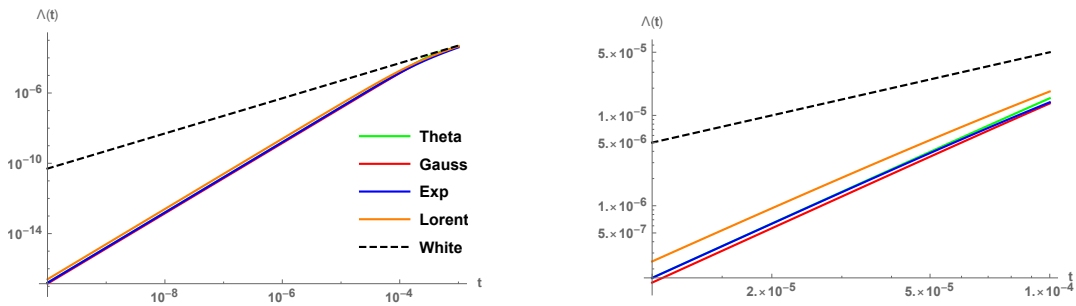 Λ(t)
10⁻⁶
10⁻¹⁰
10⁻¹⁴
10⁻⁸
10⁻⁶
10⁻⁴
t
Theta
Gauss
Exp
Lorent
White
Λ(t)
5.×10⁻⁵
1.×10⁻⁵
5.×10⁻⁶
1.×10⁻⁶
5.×10⁻⁷
2.×10⁻⁵
5.×10⁻⁵
1.×10⁻⁴
t